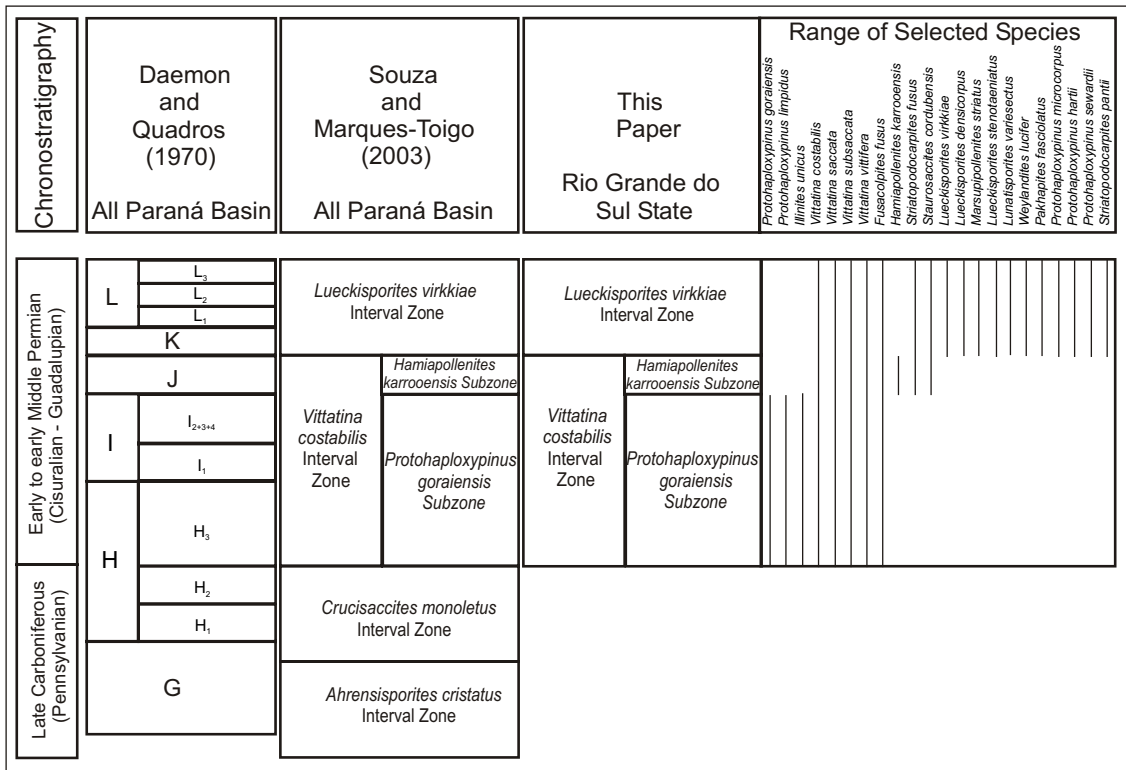 Chronostratigraphy
Daemon
and
Quadros
(1970)
All Paraná Basin
Souza
and
Marques-Toigo
(2003)
All Paraná Basin
This
Paper
Rio Grande do
Sul State
Range of Selected Species
Protohaploxypinus goraiensis
Protohaploxypinus limpidus
Illinites unicus
Vittatina costabilis
Vittatina saccata
Vittatina subsaccata
Vittatina vittifera
Fusacolpites fusus
Hamiapollenites karrooensis
Striatopodocarpites fusus
Staurosaccites cordubensis
Lueckisporites virkkiae
Lueckisporites densicorpus
Marsupipollenites striatus
Lueckisporites stenotaeniatus
Lunatisporites variesectus
Weylandites lucifer
Pakhapites fasciolatus
Protohaploxypinus microcorpus
Protohaploxypinus hartii
Protohaploxypinus sewardii
Striatopodocarpites pantii
Early to early Middle Permian
(Cisuralian - Guadalupian)
Late Carboniferous
(Pennsylvanian)
L
L3
L2
L1
K
J
I
I2+3+4
I1
H
H3
H2
H1
G
Lueckisporites virkkiae
Interval Zone
Vittatina
costabilis
Interval
Zone
Hamiapollenites
karrooensis Subzone
Protohaploxypinus
goraiensis
Subzone
Crucisaccites monoletus
Interval Zone
Ahrensisporites cristatus
Interval Zone
Lueckisporites virkkiae
Interval Zone
Vittatina
costabilis
Interval
Zone
Hamiapollenites
karrooensis Subzone
Protohaploxypinus
goraiensis
Subzone